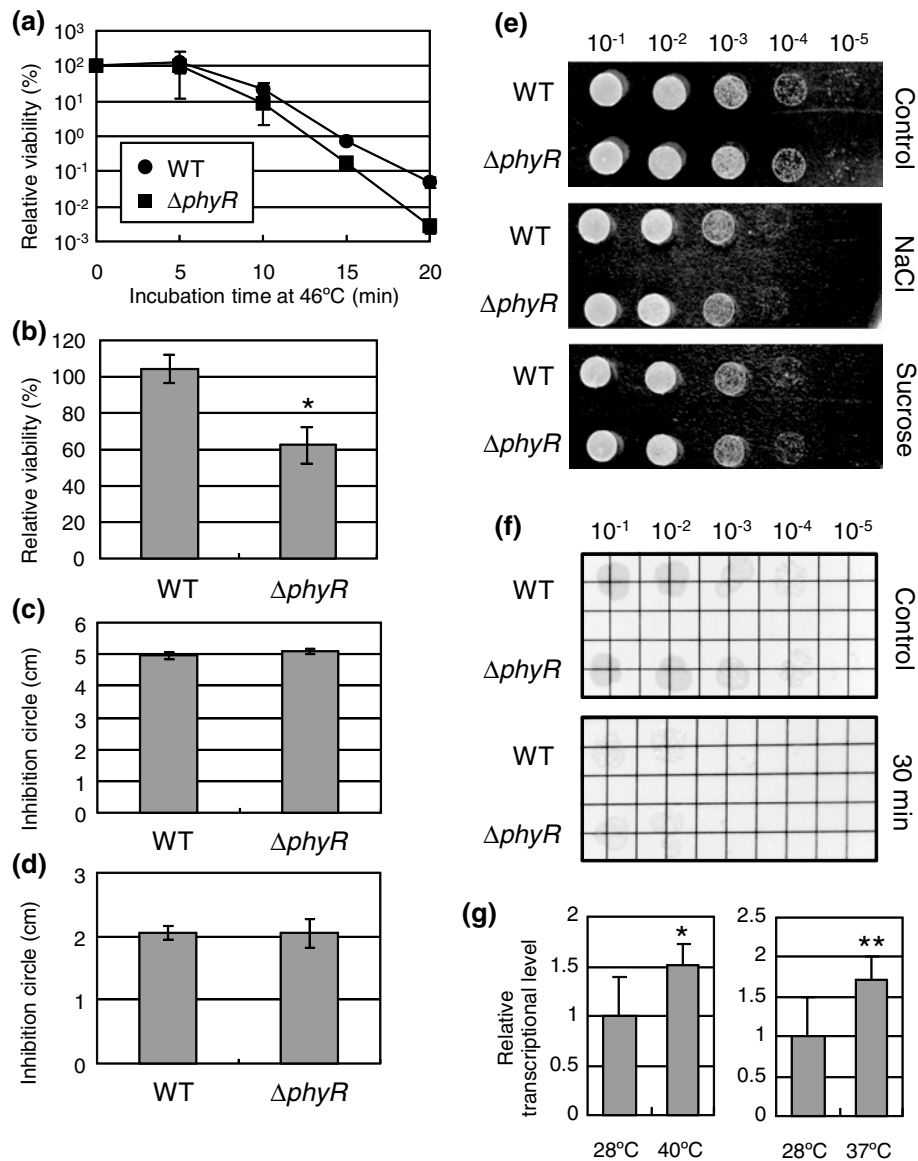 (a)
Relative viability (%)
10³
10²
10¹
10⁰
10⁻¹
10⁻²
10⁻³
WT
ΔphyR
0 5 10 15 20
Incubation time at 46ºC (min)
(b)
Relative viability (%)
120
100
80
60
40
20
0
*
WT ΔphyR
(c)
Inhibition circle (cm)
6
5
4
3
2
1
0
WT ΔphyR
(d)
Inhibition circle (cm)
3
2
1
0
WT ΔphyR
(e)
10⁻¹ 10⁻² 10⁻³ 10⁻⁴ 10⁻⁵
WT
ΔphyR
Control
WT
ΔphyR
NaCl
WT
ΔphyR
Sucrose
(f)
10⁻¹ 10⁻² 10⁻³ 10⁻⁴ 10⁻⁵
WT
ΔphyR
Control
WT
ΔphyR
30 min
(g)
Relative
transcriptional level
2
1.5
1
0.5
0
*
28ºC 40ºC
2.5
2
1.5
1
0.5
0
**
28ºC 37ºC